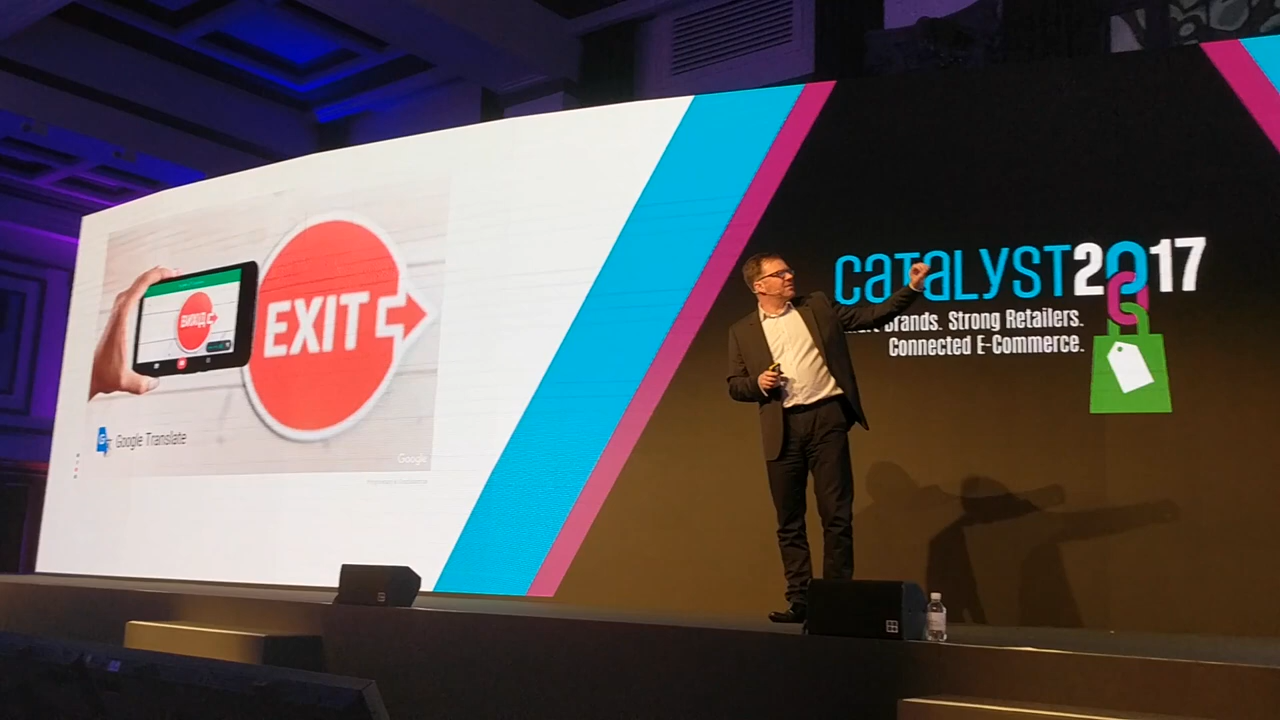 EXIT
ВИХІД
Google Translate
Google
CATALYST2017
Brands. Strong Retailers.
Connected E-Commerce.